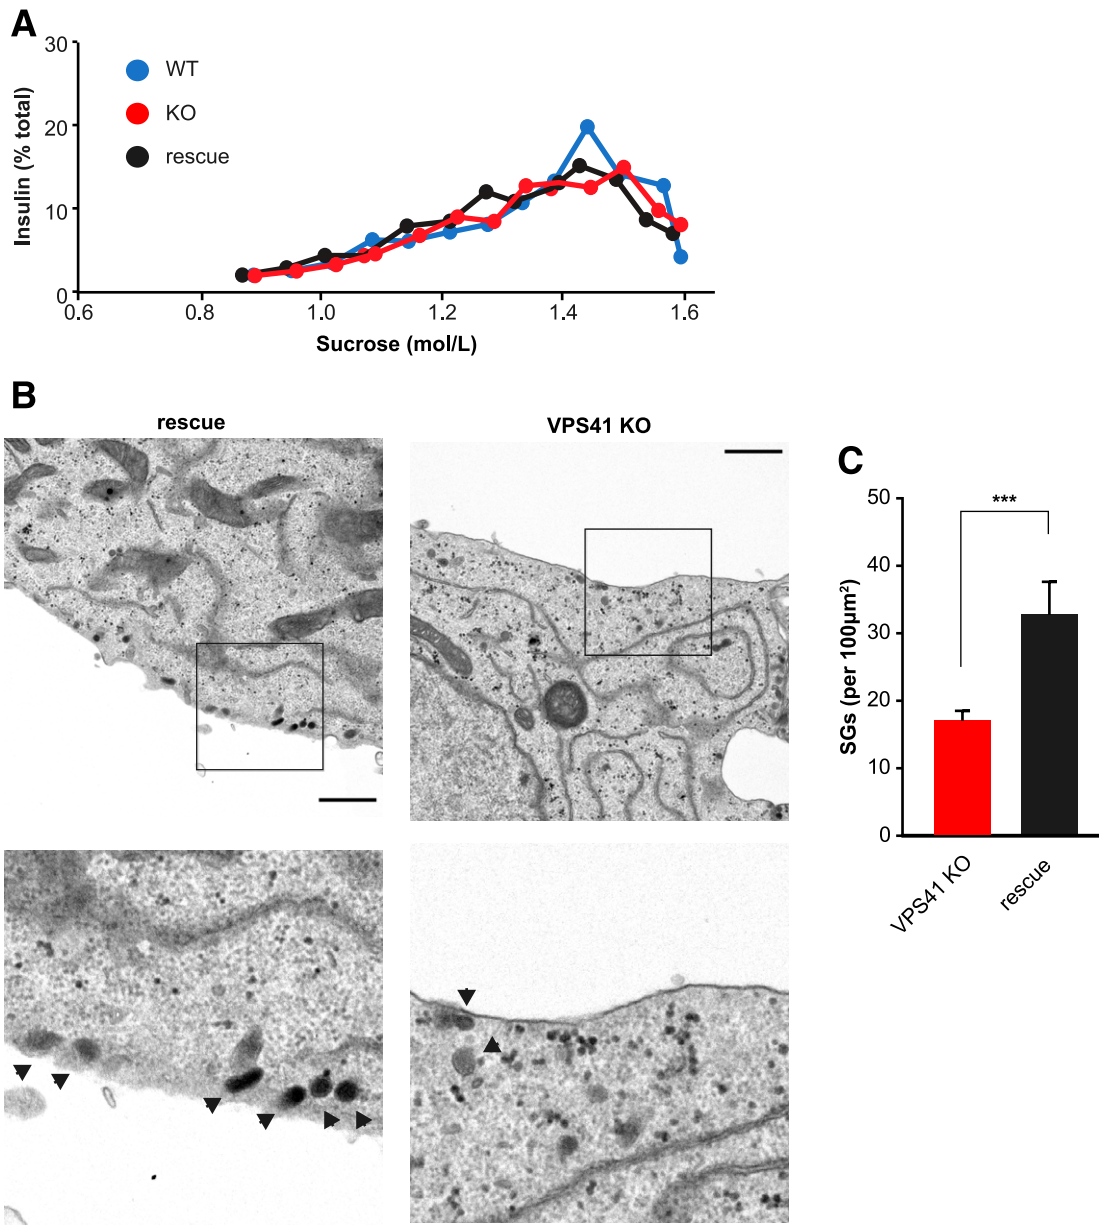 A
Insulin (% total)
30
20
10
0
WT
KO
rescue
0.6 0.8 1.0 1.2 1.4 1.6
Sucrose (mol/L)
B
rescue
VPS41 KO
C
SGs (per 100µm²)
50
40
30
20
10
0
***
VPS41 KO
rescue